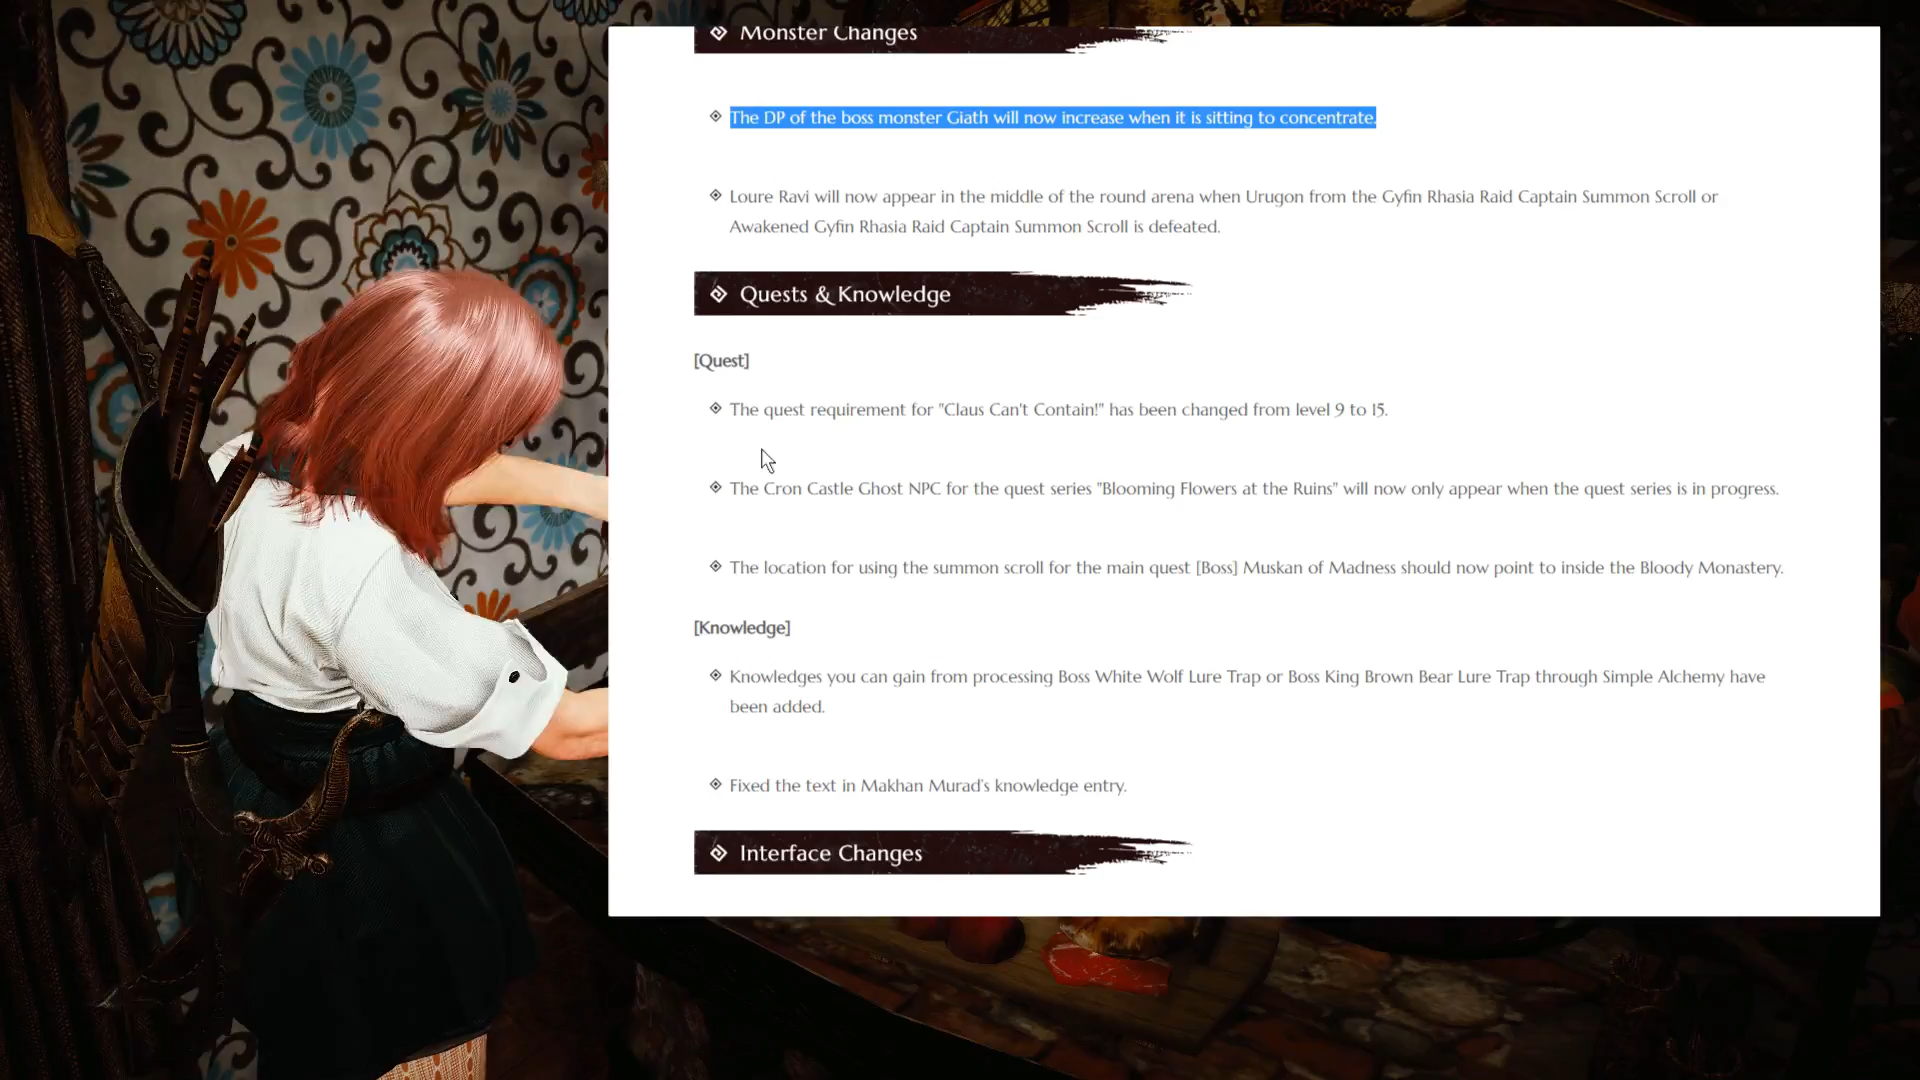 Monster Changes
The DP of the boss monster Giath will now increase when it is sitting to concentrate.
Loure Ravi will now appear in the middle of the round arena when Urugon from the Gyfin Rhasia Raid Captain Summon Scroll or
Awakened Gyfin Rhasia Raid Captain Summon Scroll is defeated.
Quests & Knowledge
[Quest]
The quest requirement for "Claus Can't Contain!" has been changed from level 9 to 15.
The Cron Castle Ghost NPC for the quest series "Blooming Flowers at the Ruins" will now only appear when the quest series is in progress.
The location for using the summon scroll for the main quest [Boss] Muskan of Madness should now point to inside the Bloody Monastery.
[Knowledge]
Knowledges you can gain from processing Boss White Wolf Lure Trap or Boss King Brown Bear Lure Trap through Simple Alchemy have
been added.
Fixed the text in Makhan Murad's knowledge entry.
Interface Changes